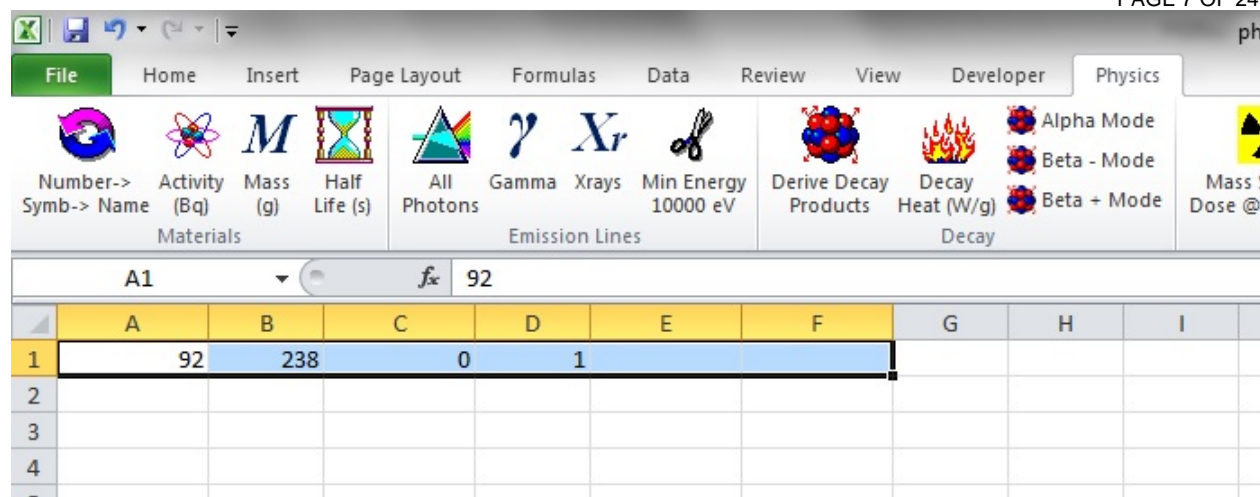 PAGE 7 OF 24
ph
File Home Insert Page Layout Formulas Data Review View Developer Physics
Number-> Symb-> Name
Activity (Bq)
Mass (g)
Half Life (s)
All Photons
γ
Gamma
Xr
Xrays
Min Energy 10000 eV
Derive Decay Products
Decay Heat (W/g)
Alpha Mode
Beta - Mode
Beta + Mode
Mass
Dose @
M
Materials Emission Lines Decay
A1 fx 92
A B C D E F G H I
1 92 238 0 1
2
3
4